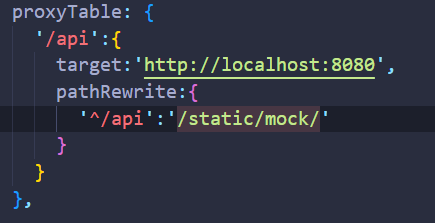 proxyTable: {
'/api':{
target:'http://localhost:8080',
pathRewrite:{
'^/api':'/static/mock/'
}
}
},